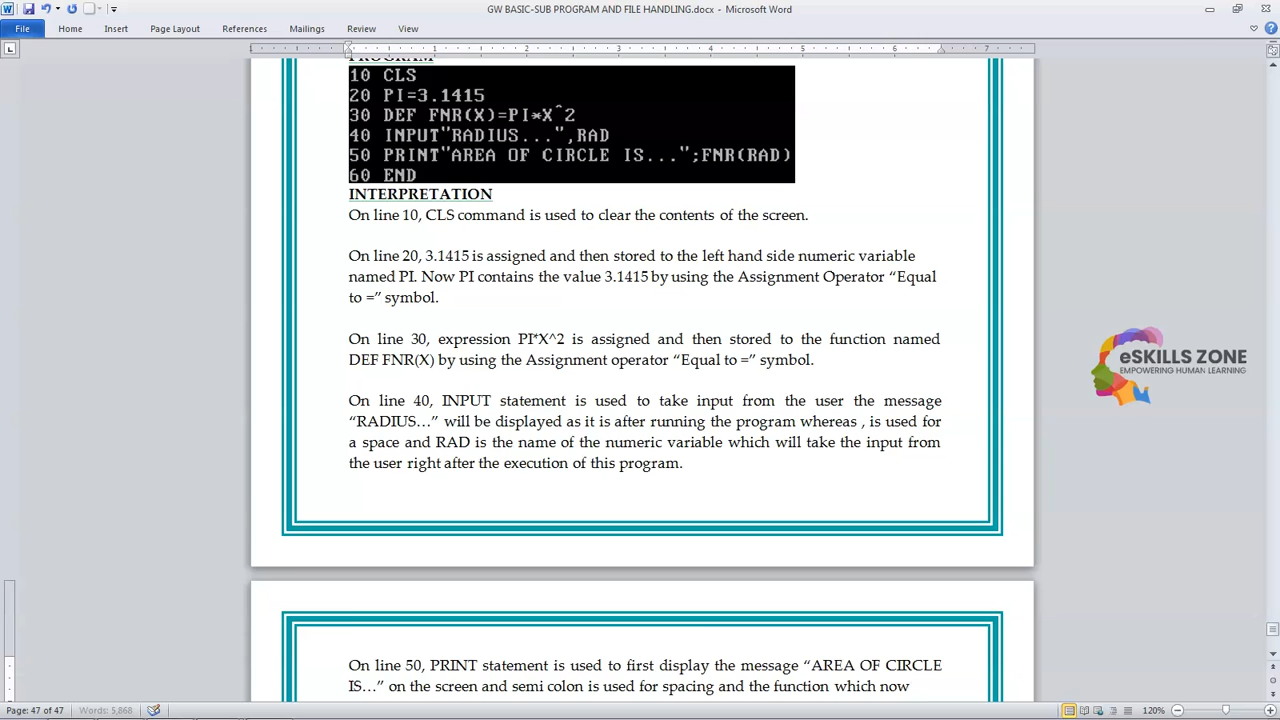 GW BASIC-SUB PROGRAM AND FILE HANDLING.docx - Microsoft Word
File Home Insert Page Layout References Mailings Review View
1 2 3 4 5 6 7
PROGRAM
10 CLS
20 PI=3.1415
30 DEF FNR(X)=PI*X^2
40 INPUT"RADIUS...",RAD
50 PRINT"AREA OF CIRCLE IS...";FNR(RAD)
60 END
INTERPRETATION
On line 10, CLS command is used to clear the contents of the screen.
On line 20, 3.1415 is assigned and then stored to the left hand side numeric variable
named PI. Now PI contains the value 3.1415 by using the Assignment Operator “Equal
to =” symbol.
On line 30, expression PI*X^2 is assigned and then stored to the function named
DEF FNR(X) by using the Assignment operator “Equal to =” symbol.
On line 40, INPUT statement is used to take input from the user the message
“RADIUS…” will be displayed as it is after running the program whereas , is used for
a space and RAD is the name of the numeric variable which will take the input from
the user right after the execution of this program.
eSKILLS ZONE
EMPOWERING HUMAN LEARNING
On line 50, PRINT statement is used to first display the message “AREA OF CIRCLE
IS…” on the screen and semi colon is used for spacing and the function which now
Page: 47 of 47 Words: 5,868 120%